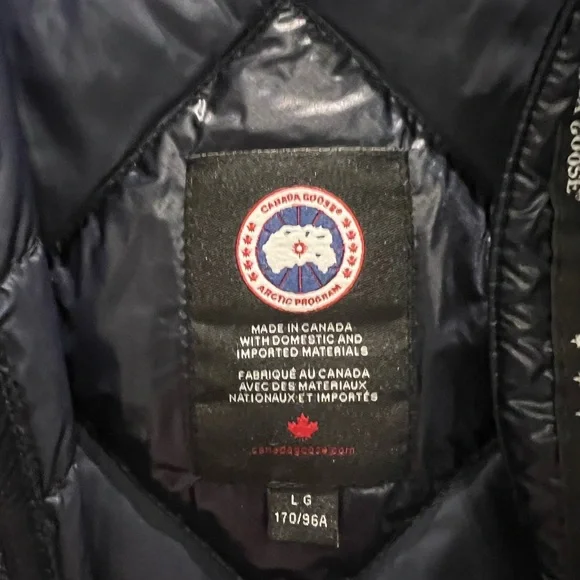 CANADA GOOSE®
ARCTIC PROGRAM
MADE IN CANADA
WITH DOMESTIC AND
IMPORTED MATERIALS
FABRIQUÉ AU CANADA
AVEC DES MATERIAUX
NATIONAUX ET IMPORTÉS
canadagoose.com
LG
170/96A
GOOSE®